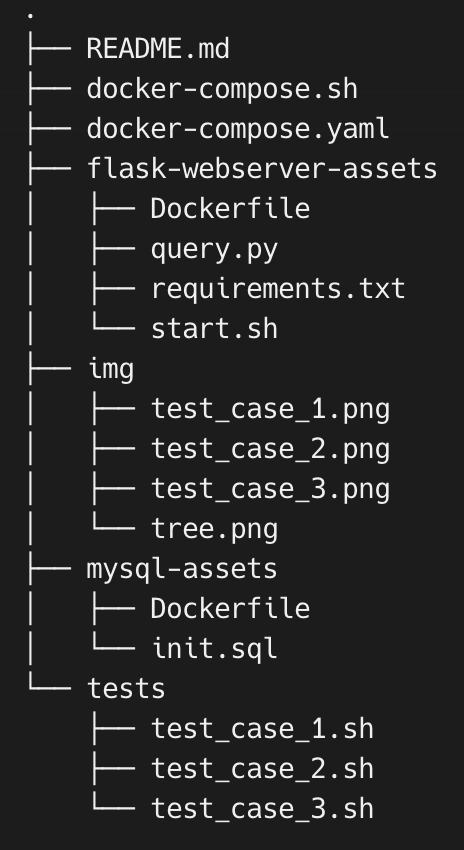 .
├── README.md
├── docker-compose.sh
├── docker-compose.yaml
├── flask-webserver-assets
│   ├── Dockerfile
│   ├── query.py
│   ├── requirements.txt
│   └── start.sh
├── img
│   ├── test_case_1.png
│   ├── test_case_2.png
│   ├── test_case_3.png
│   └── tree.png
├── mysql-assets
│   ├── Dockerfile
│   └── init.sql
└── tests
    ├── test_case_1.sh
    ├── test_case_2.sh
    └── test_case_3.sh